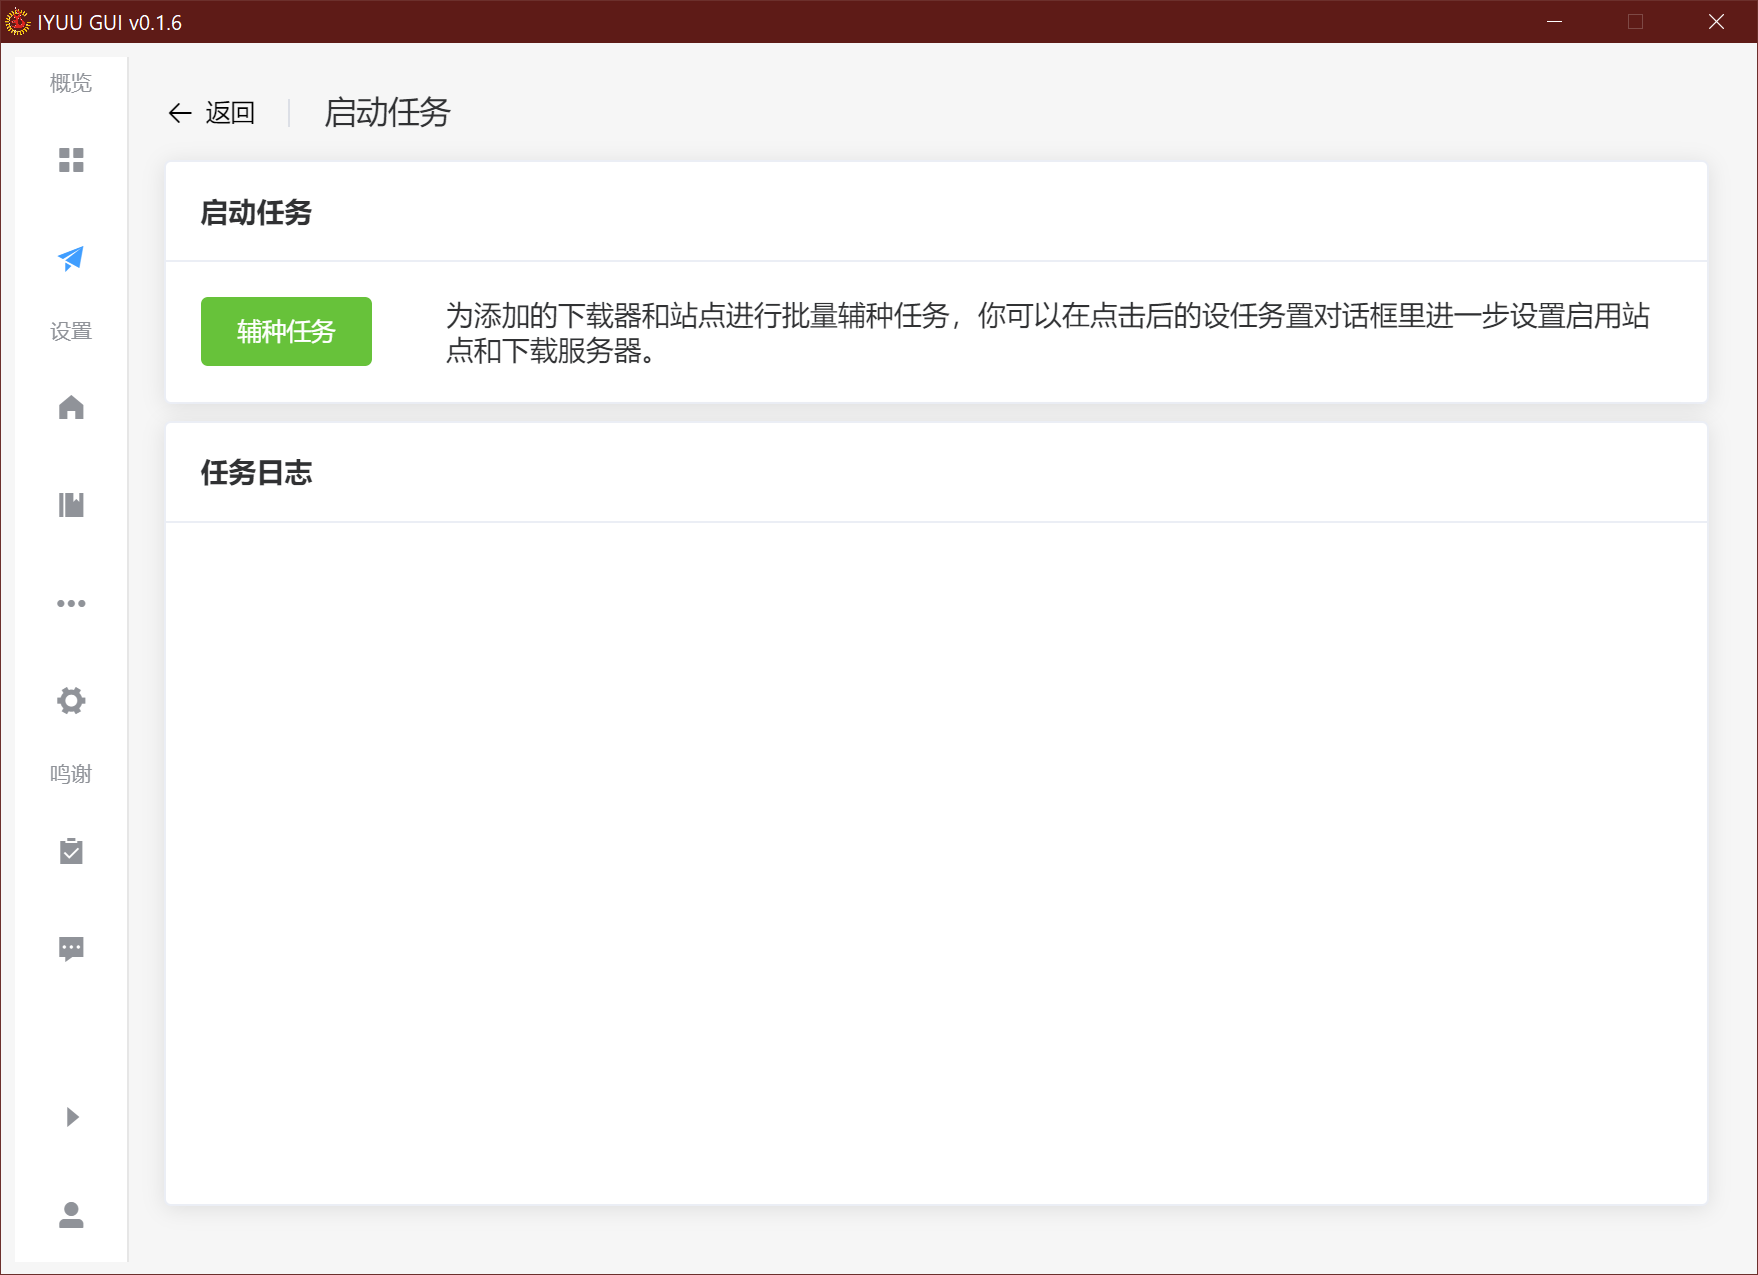 IYUU GUI v0.1.6
概览
返回
启动任务
启动任务
辅种任务
为添加的下载器和站点进行批量辅种任务，你可以在点击后的设任务置对话框里进一步设置启用站
点和下载服务器。
设置
任务日志
鸣谢